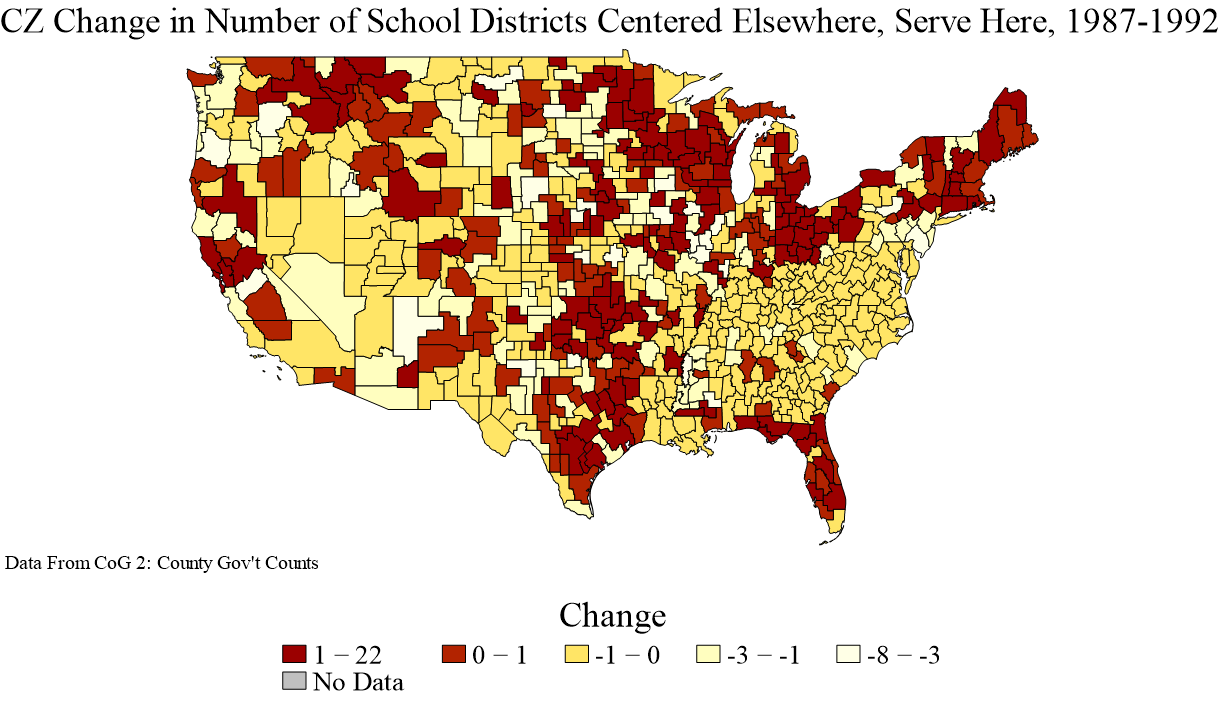 CZ Change in Number of School Districts Centered Elsewhere, Serve Here, 1987-1992
Data From CoG 2: County Gov't Counts
Change
1 − 22
0 − 1
-1 − 0
-3 − -1
-8 − -3
No Data